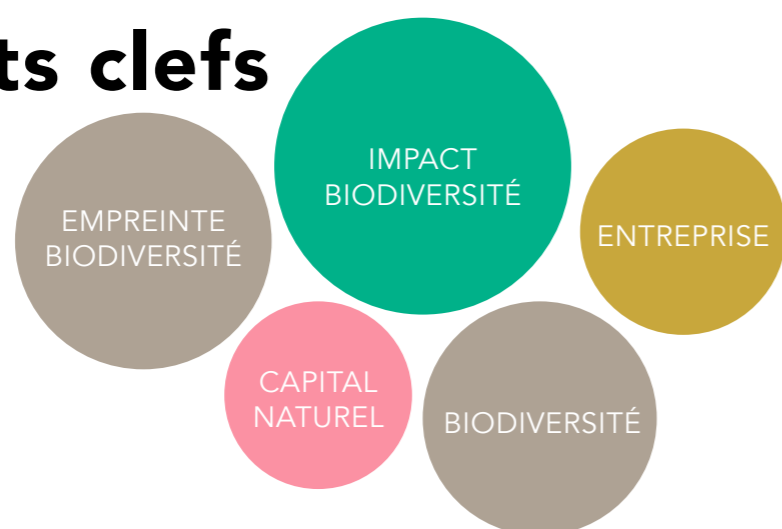 ts clefs
IMPACT
BIODIVERSITÉ
EMPREINTE
BIODIVERSITÉ
ENTREPRISE
CAPITAL
NATUREL
BIODIVERSITÉ